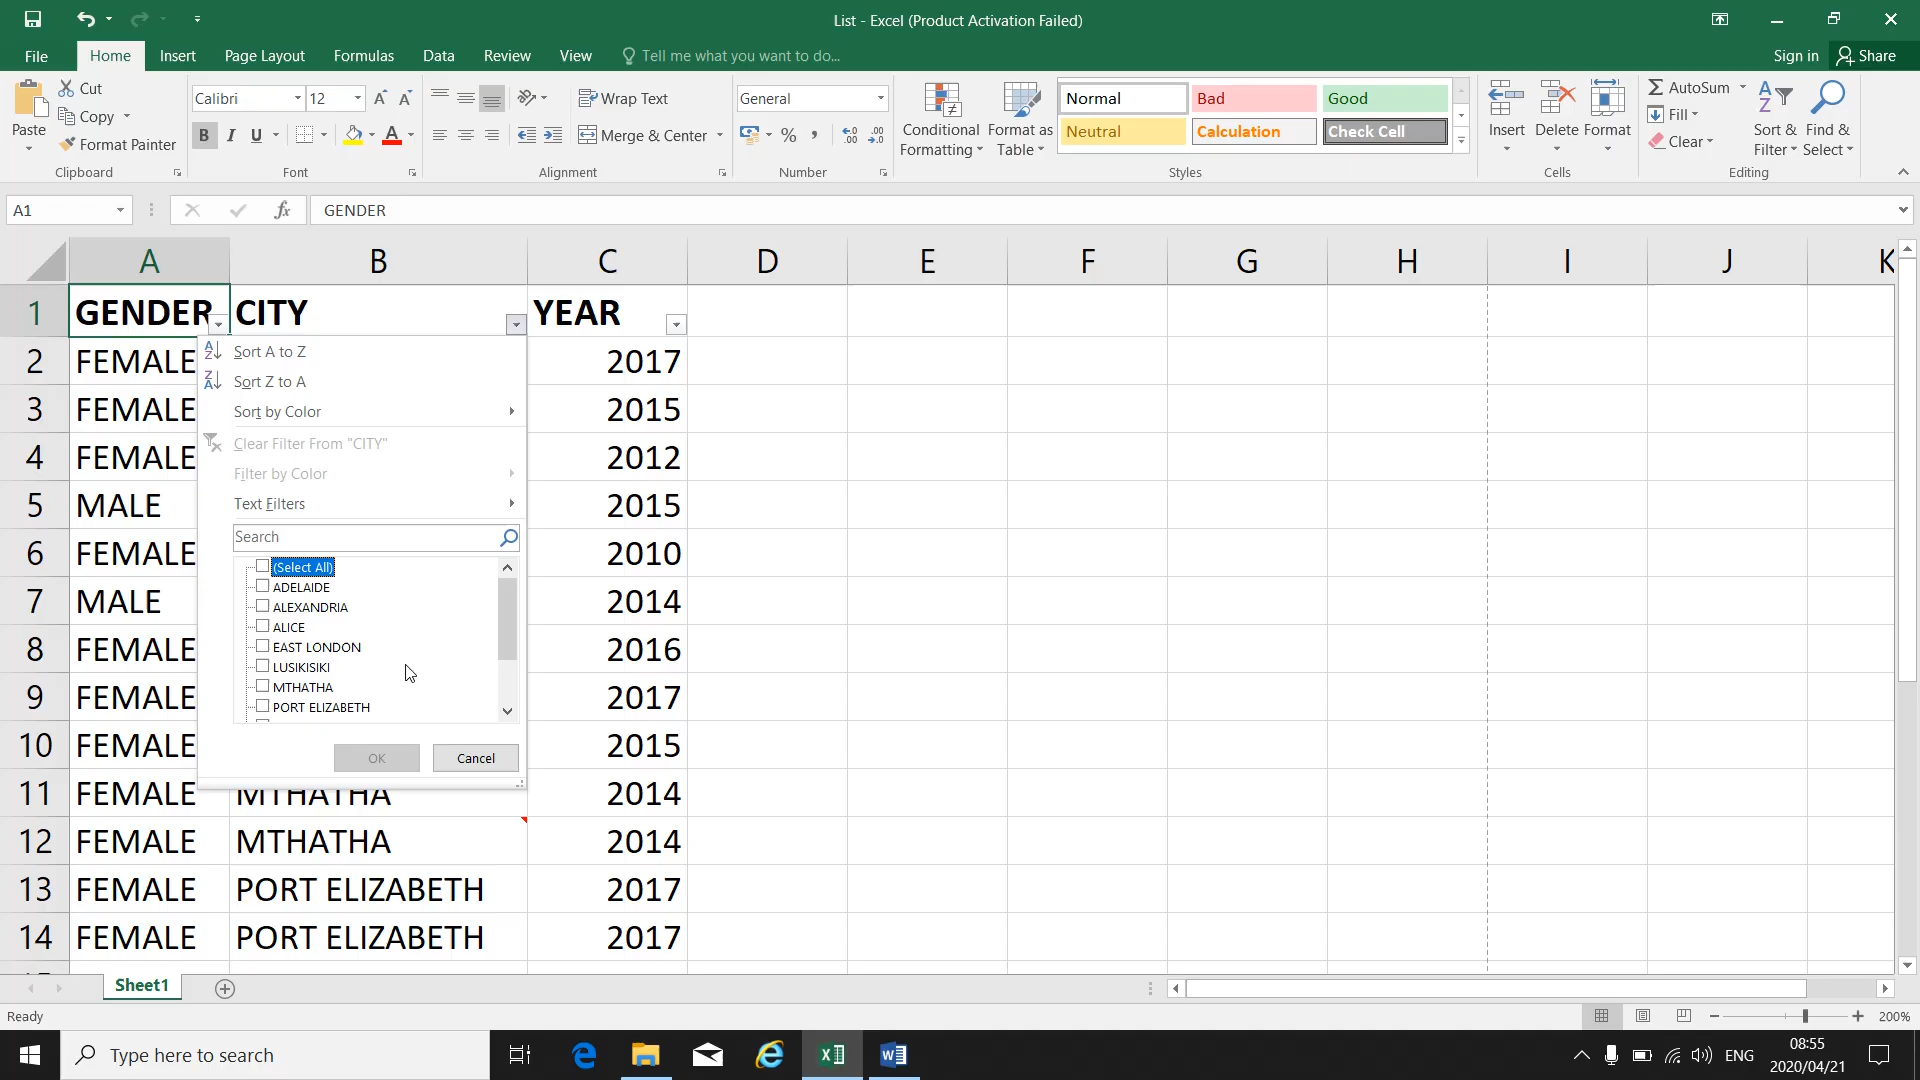 List - Excel (Product Activation Failed)
File Home Insert Page Layout Formulas Data Review View Tell me what you want to do... Sign in Share
Paste Cut Copy Format Painter Clipboard
Calibri 12 B I U Font
Wrap Text Merge & Center Alignment
General % , Number
Conditional Formatting Format as Table
Normal Bad Good
Neutral Calculation Check Cell
Styles
Insert Delete Format Cells
AutoSum Fill Clear Sort & Filter Find & Select Editing
A1 fx GENDER
A B C D E F G H I J K
1 GENDER CITY YEAR
2 FEMALE 2017
3 FEMALE 2015
4 FEMALE 2012
5 MALE 2015
6 FEMALE 2010
7 MALE 2014
8 FEMALE 2016
9 FEMALE 2017
10 FEMALE 2015
11 FEMALE MTHATHA 2014
12 FEMALE MTHATHA 2014
13 FEMALE PORT ELIZABETH 2017
14 FEMALE PORT ELIZABETH 2017
Sort A to Z
Sort Z to A
Sort by Color
Clear Filter From "CITY"
Filter by Color
Text Filters
Search
(Select All)
ADELAIDE
ALEXANDRIA
ALICE
EAST LONDON
LUSIKISIKI
MTHATHA
PORT ELIZABETH
OK Cancel
Sheet1
Ready 200%
Type here to search ENG 08:55
2020/04/21